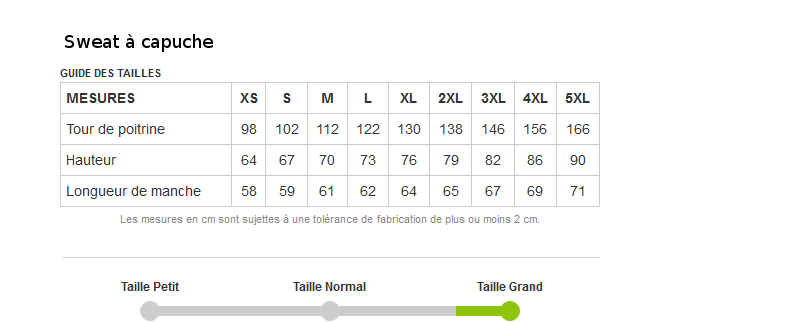 Sweat à capuche
GUIDE DES TAILLES
MESURES XS S M L XL 2XL 3XL 4XL 5XL
Tour de poitrine 98 102 112 122 130 138 146 156 166
Hauteur 64 67 70 73 76 79 82 86 90
Longueur de manche 58 59 61 62 64 65 67 69 71
Les mesures en cm sont sujettes à une tolérance de fabrication de plus ou moins 2 cm.
Taille Petit Taille Normal Taille Grand